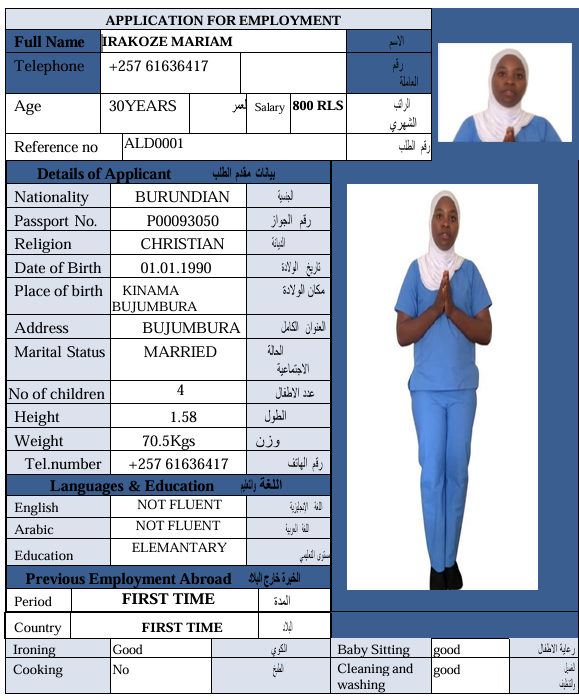 APPLICATION FOR EMPLOYMENT
Full Name IRAKOZE MARIAM الاسم
Telephone +257 61636417 رقم
العاملة
Age 30YEARS لعمر Salary 800 RLS الراتب
الشهري
Reference no ALD0001 رقم الطلب
Details of Applicant بيانات مقدم الطلب
Nationality BURUNDIAN الجنسية
Passport No. P00093050 رقم الجواز
Religion CHRISTIAN الديانة
Date of Birth 01.01.1990 تاريخ الولادة
Place of birth KINAMA مكان الولادة
BUJUMBURA
Address BUJUMBURA العنوان الكامل
Marital Status MARRIED الحالة
الاجتماعية
No of children 4 عدد الاطفال
Height 1.58 الطول
Weight 70.5Kgs وزن
Tel.number +257 61636417 رقم الهاتف
Languages & Education اللغة والتعليم
English NOT FLUENT اللغة الإنجليزية
Arabic NOT FLUENT اللغة العربية
Education ELEMANTARY مستوى التعليمي
Previous Employment Abroad الخبرة خارج البلاد
Period FIRST TIME المدة
Country FIRST TIME البلاد
Ironing Good الكوي Baby Sitting good رعاية الاطفال
Cooking No الطبخ Cleaning and good الغسيل
washing والتنظيف